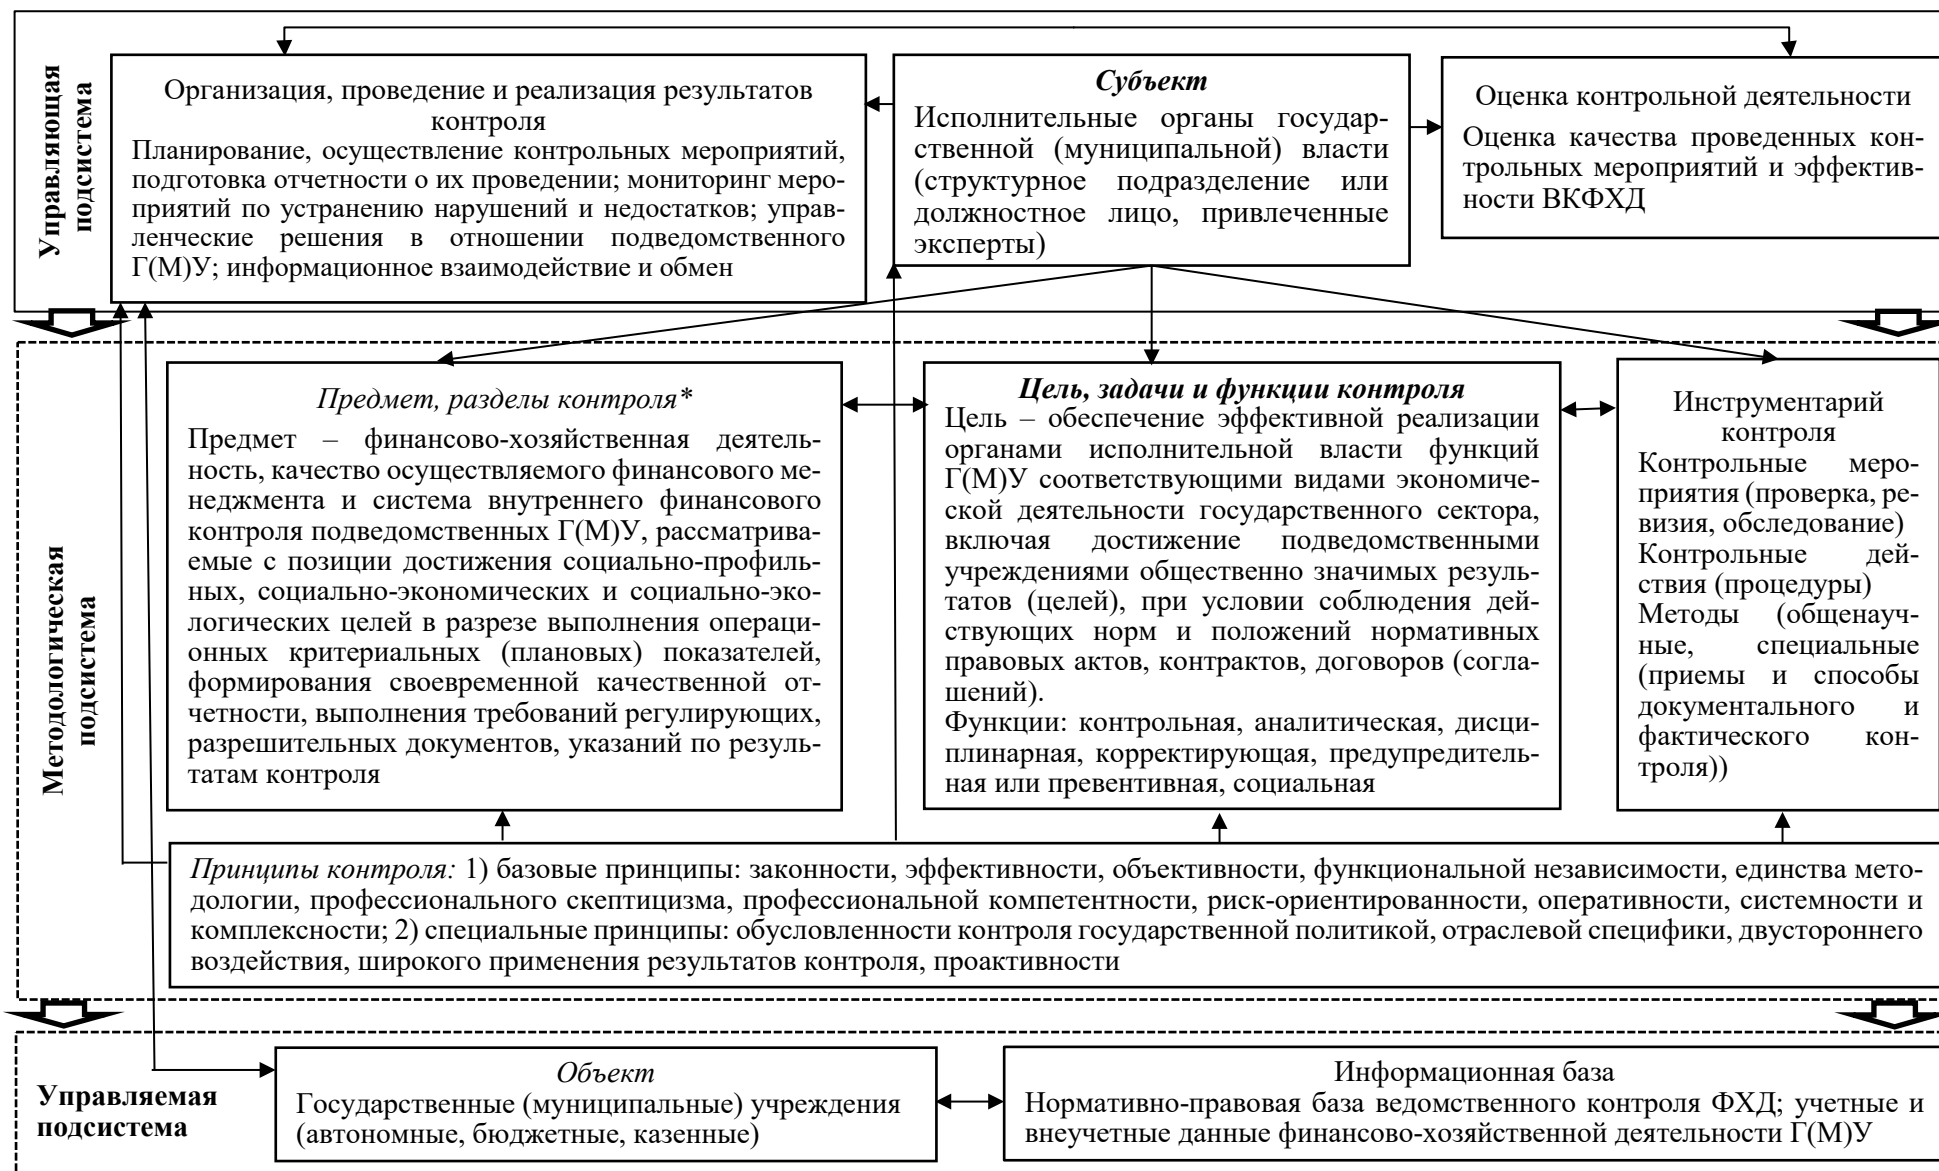 Управляющая
подсистема
Организация, проведение и реализация результатов
контроля
Планирование, осуществление контрольных мероприятий,
подготовка отчетности о их проведении; мониторинг меро-
приятий по устранению нарушений и недостатков; управ-
ленческие решения в отношении подведомственного
Г(М)У; информационное взаимодействие и обмен
Субъект
Исполнительные органы государ-
ственной (муниципальной) власти
(структурное подразделение или
должностное лицо, привлеченные
эксперты)
Оценка контрольной деятельности
Оценка качества проведенных кон-
трольных мероприятий и эффектив-
ности ВКФХД
Методологическая
подсистема
Предмет, разделы контроля*
Предмет – финансово-хозяйственная деятель-
ность, качество осуществляемого финансового ме-
неджмента и система внутреннего финансового
контроля подведомственных Г(М)У, рассматрива-
емые с позиции достижения социально-профиль-
ных, социально-экономических и социально-эко-
логических целей в разрезе выполнения операци-
онных критериальных (плановых) показателей,
формирования своевременной качественной от-
четности, выполнения требований регулирующих,
разрешительных документов, указаний по резуль-
татам контроля
Цель, задачи и функции контроля
Цель – обеспечение эффективной реализации
органами исполнительной власти функций
Г(М)У соответствующими видами экономиче-
ской деятельности государственного сектора,
включая достижение подведомственными
учреждениями общественно значимых резуль-
татов (целей), при условии соблюдения дей-
ствующих норм и положений нормативных
правовых актов, контрактов, договоров (согла-
шений).
Функции: контрольная, аналитическая, дисци-
плинарная, корректирующая, предупредитель-
ная или превентивная, социальная
Инструментарий
контроля
Контрольные меро-
приятия (проверка, ре-
визия, обследование)
Контрольные дей-
ствия (процедуры)
Методы (общенауч-
ные, специальные
(приемы и способы
документального и
фактического кон-
троля))
Принципы контроля: 1) базовые принципы: законности, эффективности, объективности, функциональной независимости, единства мето-
дологии, профессионального скептицизма, профессиональной компетентности, риск-ориентированности, оперативности, системности и
комплексности; 2) специальные принципы: обусловленности контроля государственной политикой, отраслевой специфики, двустороннего
воздействия, широкого применения результатов контроля, проактивности
Управляемая
подсистема
Объект
Государственные (муниципальные) учреждения
(автономные, бюджетные, казенные)
Информационная база
Нормативно-правовая база ведомственного контроля ФХД; учетные и
внеучетные данные финансово-хозяйственной деятельности Г(М)У